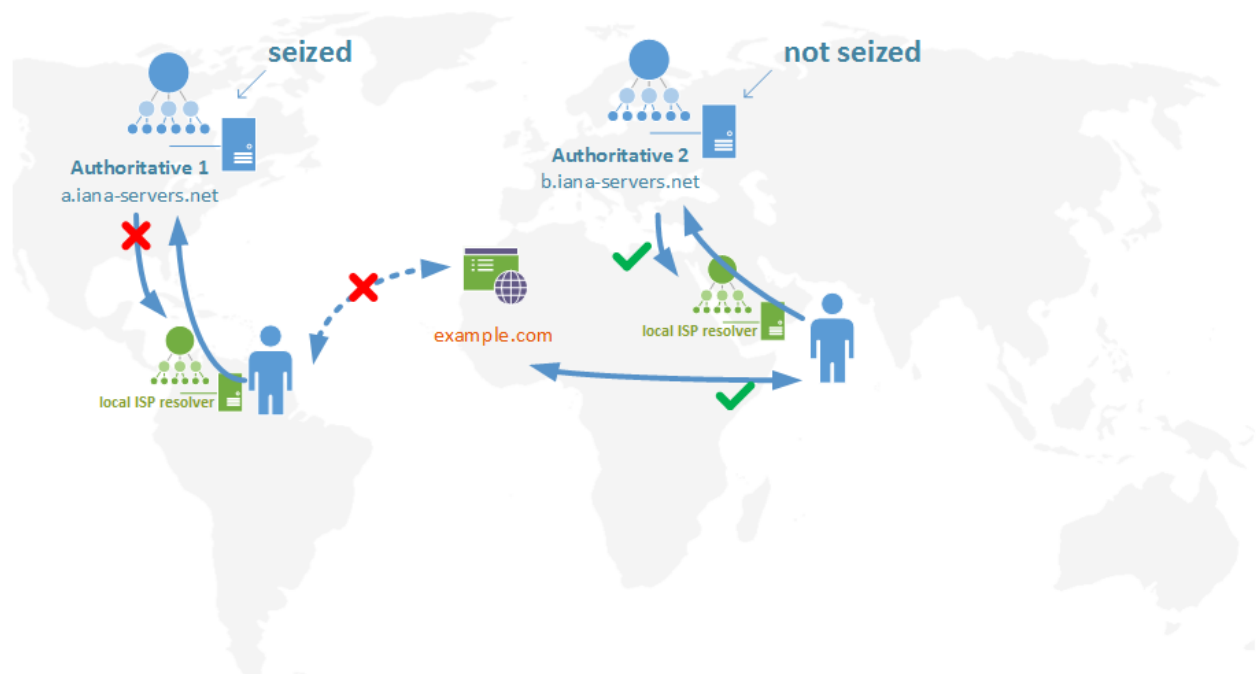 seized
not seized
Authoritative 1
a.iana-servers.net
Authoritative 2
b.iana-servers.net
example.com
local ISP resolver
local ISP resolver